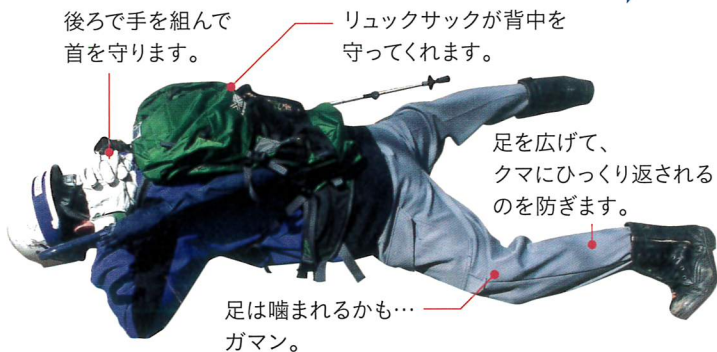 後ろで手を組んで
首を守ります。
リュックサックが背中を
守ってくれます。
足を広げて、
クマにひっくり返される
のを防ぎます。
足は噛まれるかも…
ガマン。